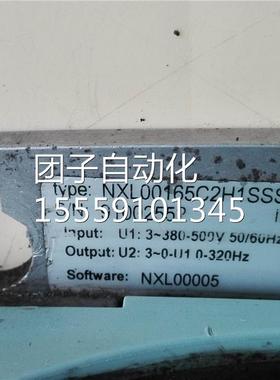 Type: NXL00165C2H1SSS
团子自动化
15559101345
Input: U1: 3~380-500V 50/60Hz
Output: U2: 3~0-U1 0-320Hz
Software: NXL00005